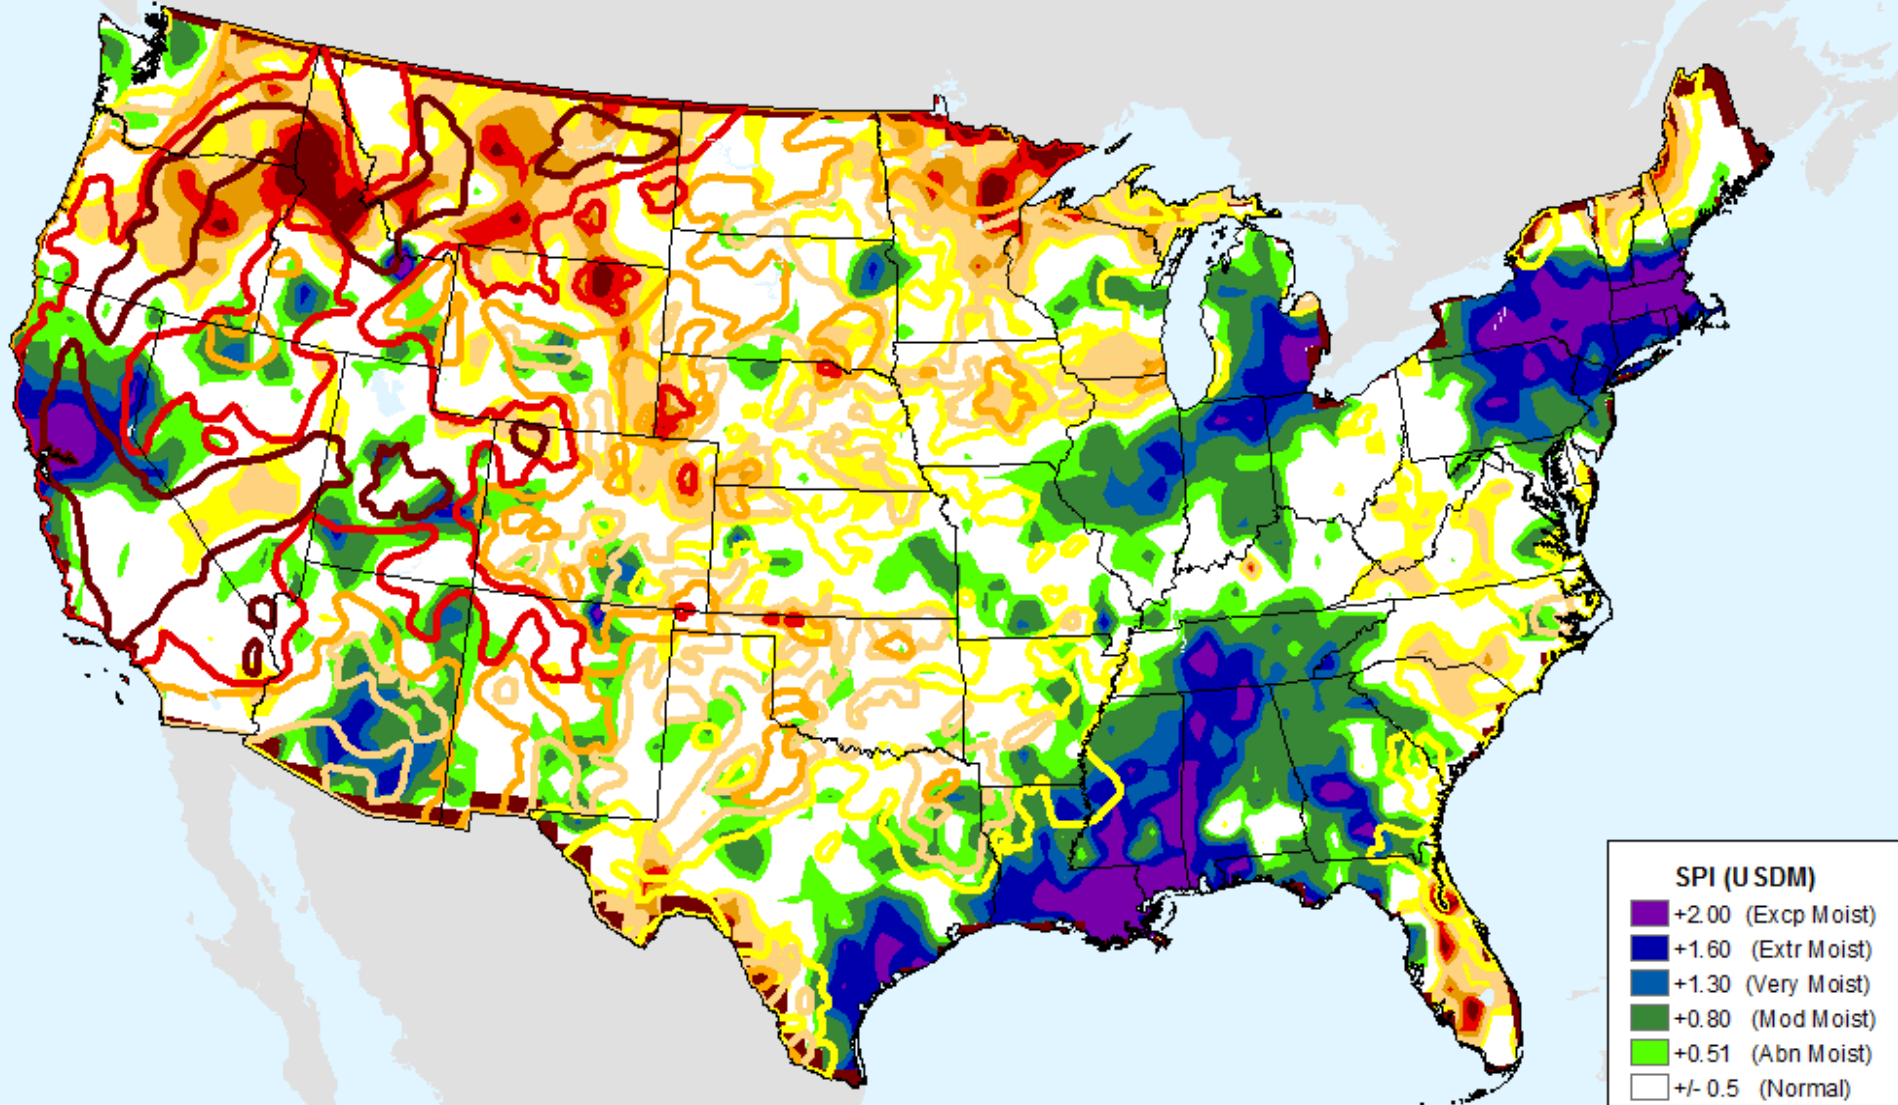 SPI (USDM)
+2.00 (Excp Moist)
+1.60 (Extr Moist)
+1.30 (Very Moist)
+0.80 (Mod Moist)
+0.51 (Abn Moist)
+/- 0.5 (Normal)